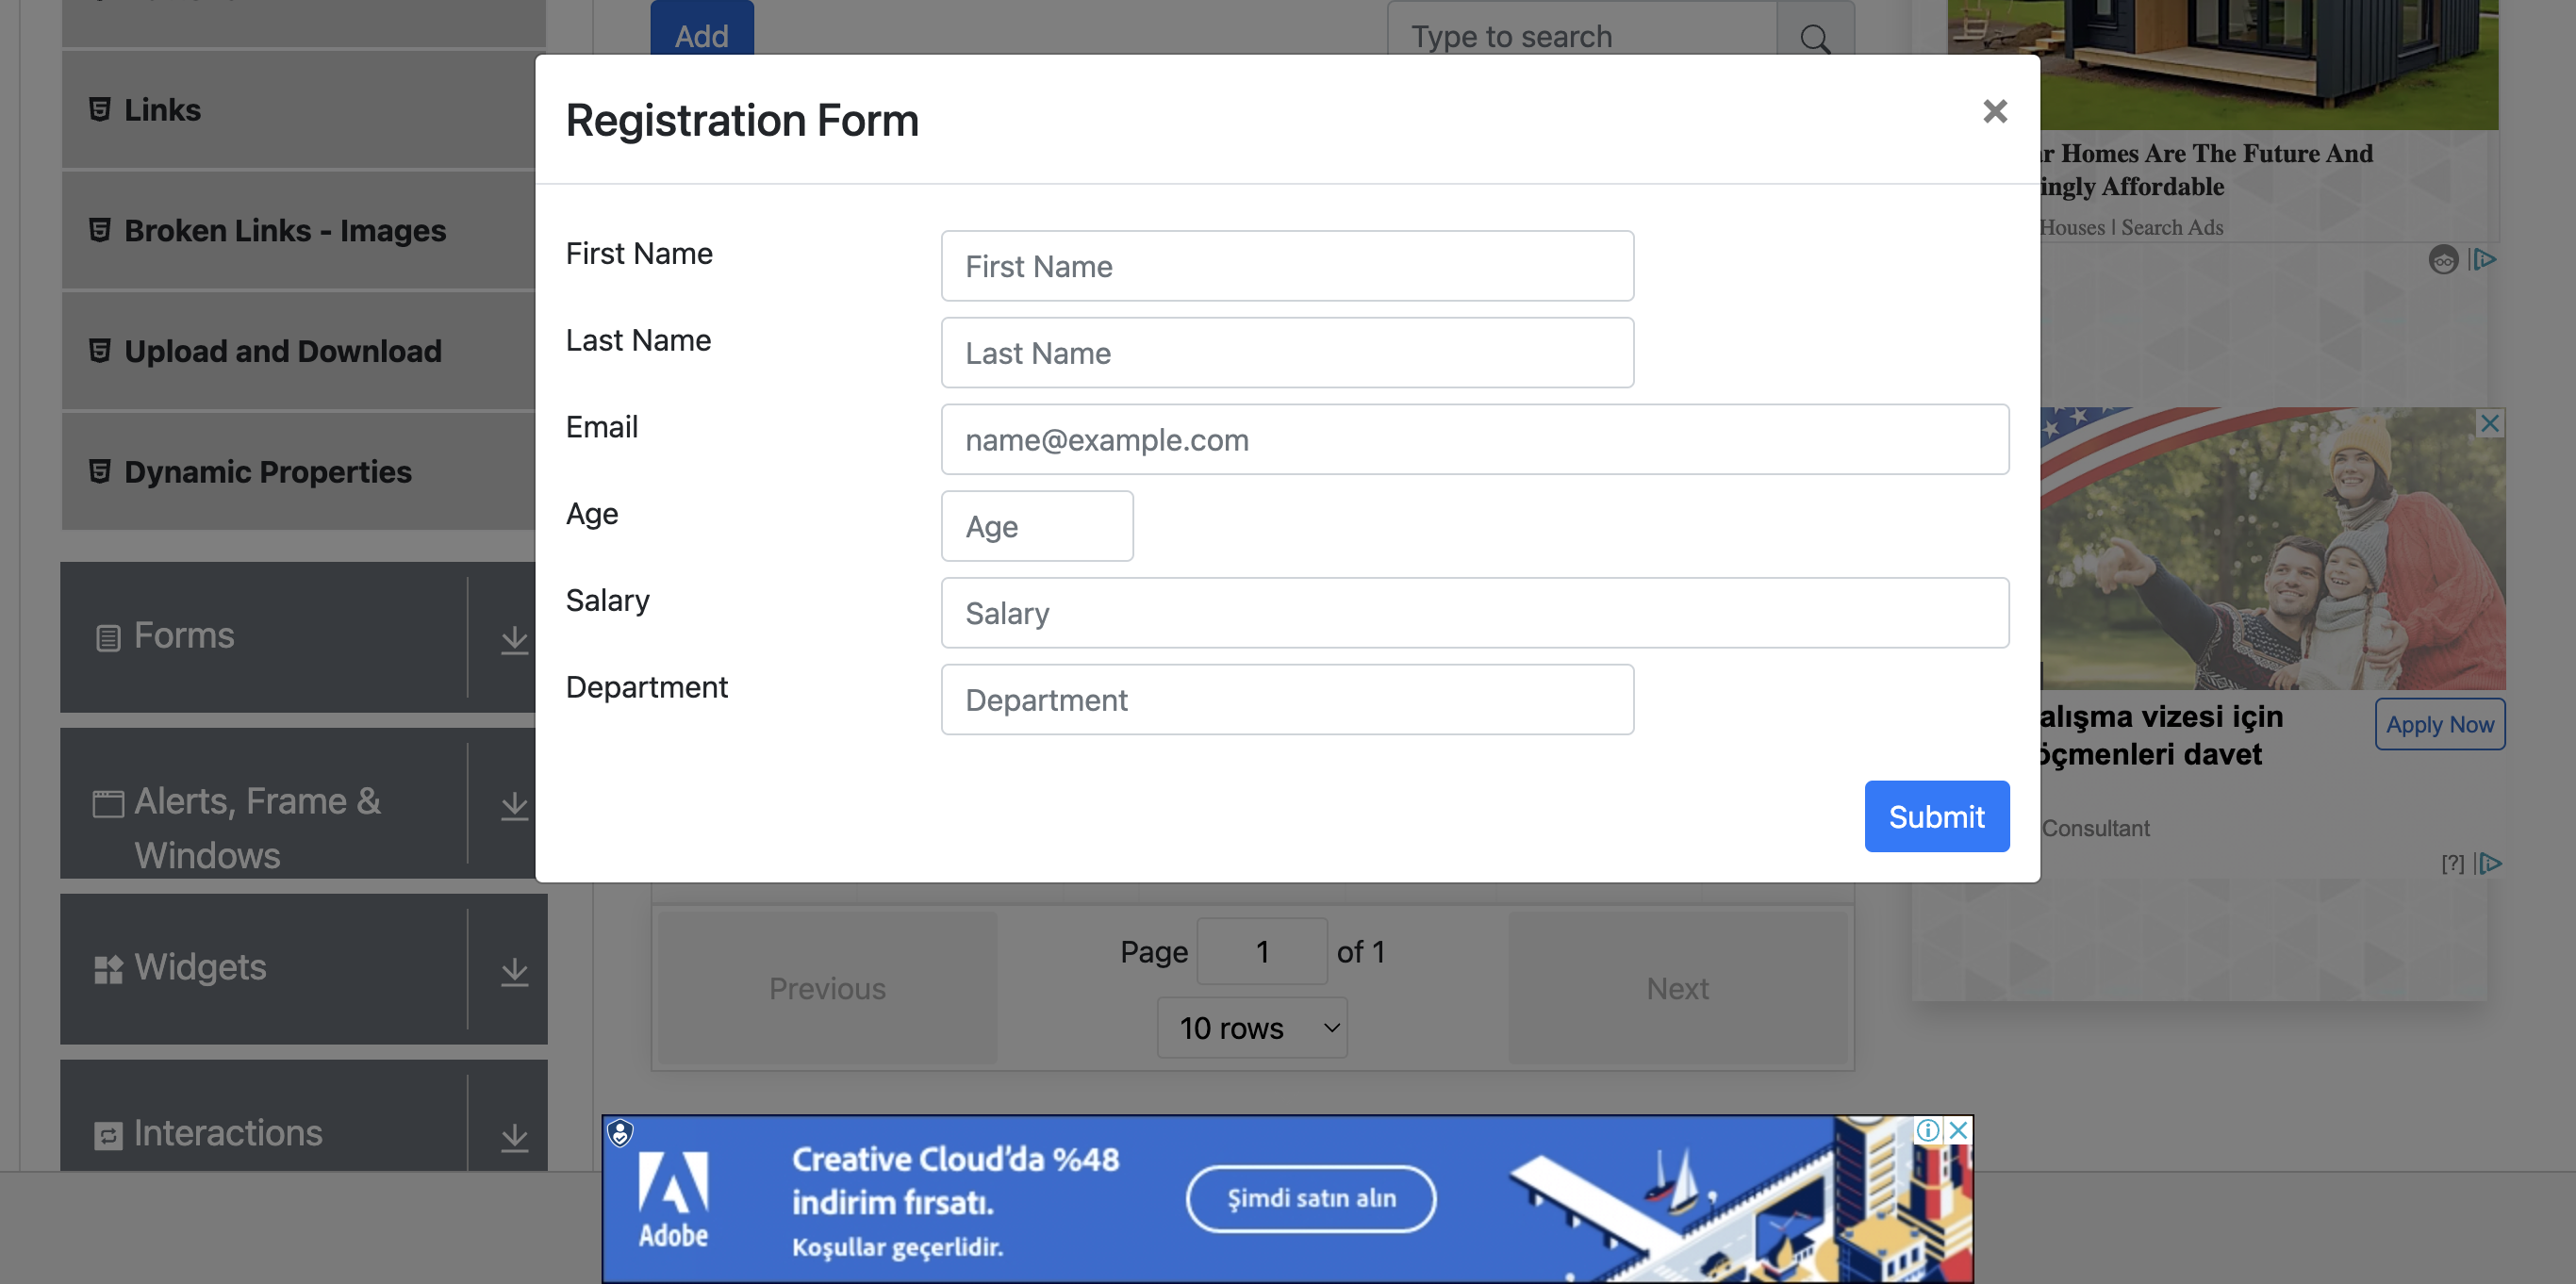 Add
Type to search
Links
Broken Links - Images
Upload and Download
Dynamic Properties
Forms
Alerts, Frame &
Windows
Widgets
Interactions
Registration Form
×
First Name
First Name
Last Name
Last Name
Email
name@example.com
Age
Age
Salary
Salary
Department
Department
Submit
Previous
Page 1 of 1
10 rows
Next
Homes Are The Future And
Affordable
Houses | Search Ads
vizesi için
davet
Apply Now
Consultant
[?]
Adobe
Creative Cloud'da %48
indirim fırsatı.
Koşullar geçerlidir.
Şimdi satın alın